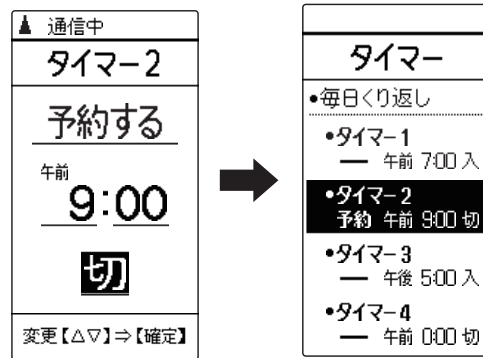 通信中
タイマー2
予約する
午前
9:00
切
変更【△▽】⇒【確定】
タイマー
•毎日くり返し
•タイマー1
― 午前 7:00 入
•タイマー2
予約 午前 9:00 切
•タイマー3
― 午後 5:00 入
•タイマー4
― 午前 0:00 切